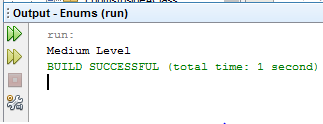 Output - Enums (run)
run:
Medium Level
BUILD SUCCESSFUL (total time: 1 second)